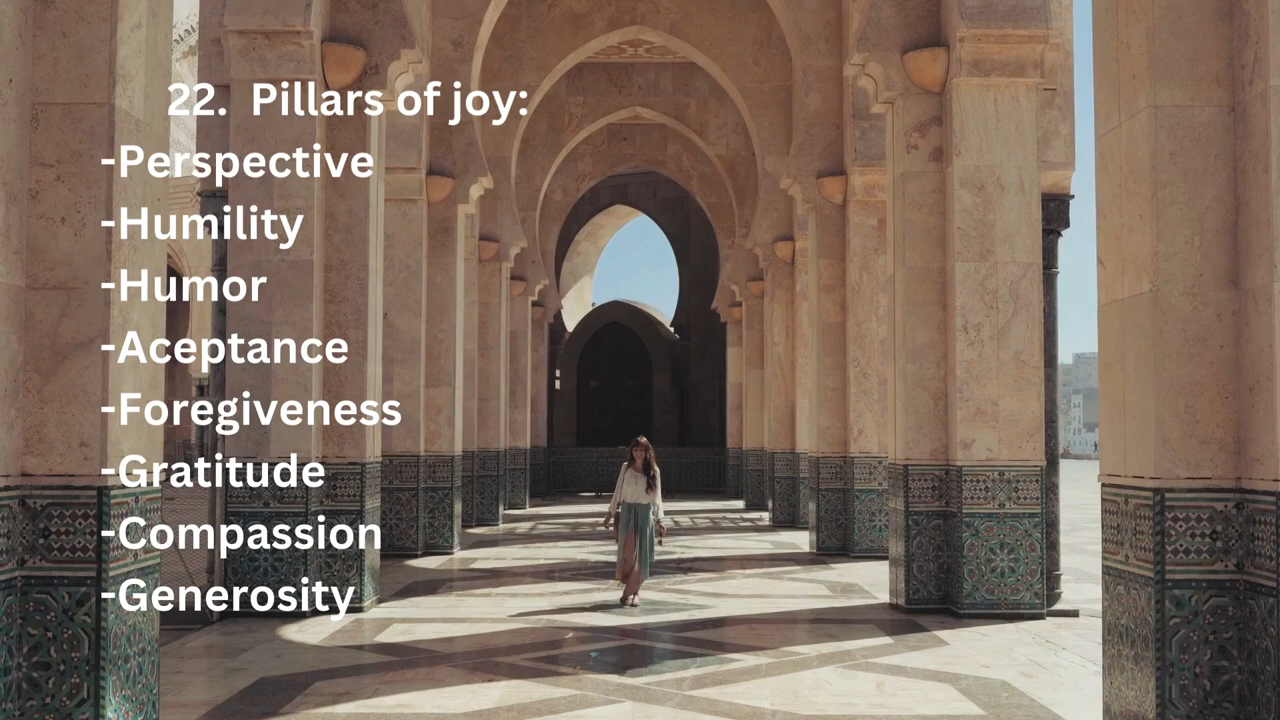 22.  Pillars of joy:
-Perspective
-Humility
-Humor
-Aceptance
-Foregiveness
-Gratitude
-Compassion
-Generosity